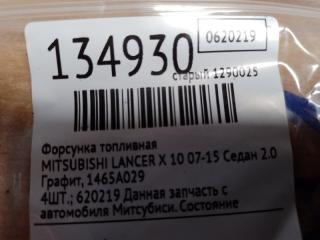 134930
0620219
старый 1290025
Форсунка топливная
MITSUBISHI LANCER X 10 07-15 Седан 2.0
Графит, 1465A029
4ШТ.; 620219 Данная запчасть с
автомобиля Митсубиси. Состояние